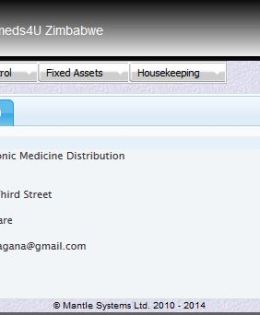 meds4U Zimbabwe
rol Fixed Assets Housekeeping
onic Medicine Distribution
Third Street
are
agana@gmail.com
© Mantle Systems Ltd. 2010 - 2014